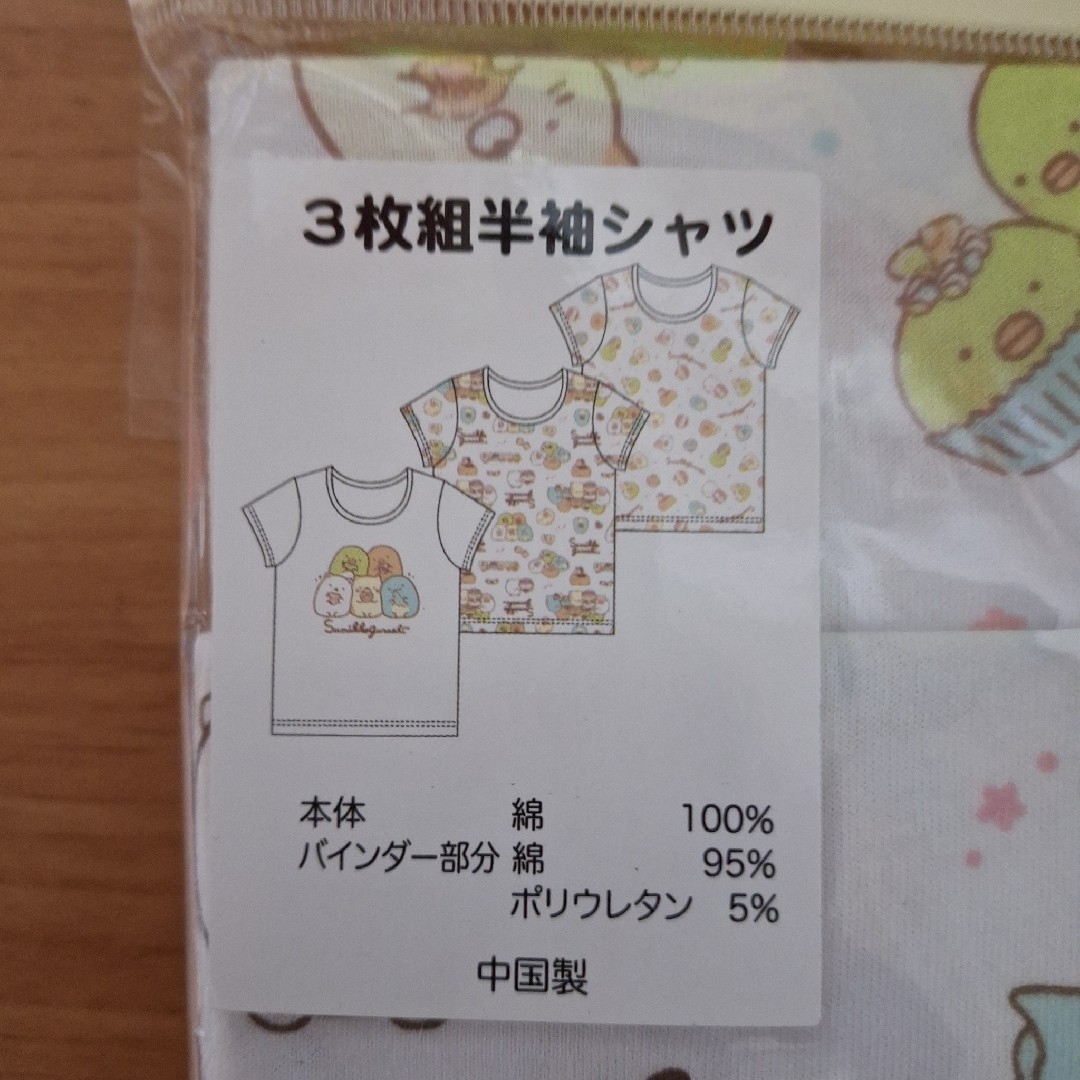 3枚組半袖シャツ
Sumikkogurashi
本体 綿 100%
バインダー部分 綿 95%
ポリウレタン 5%
中国製